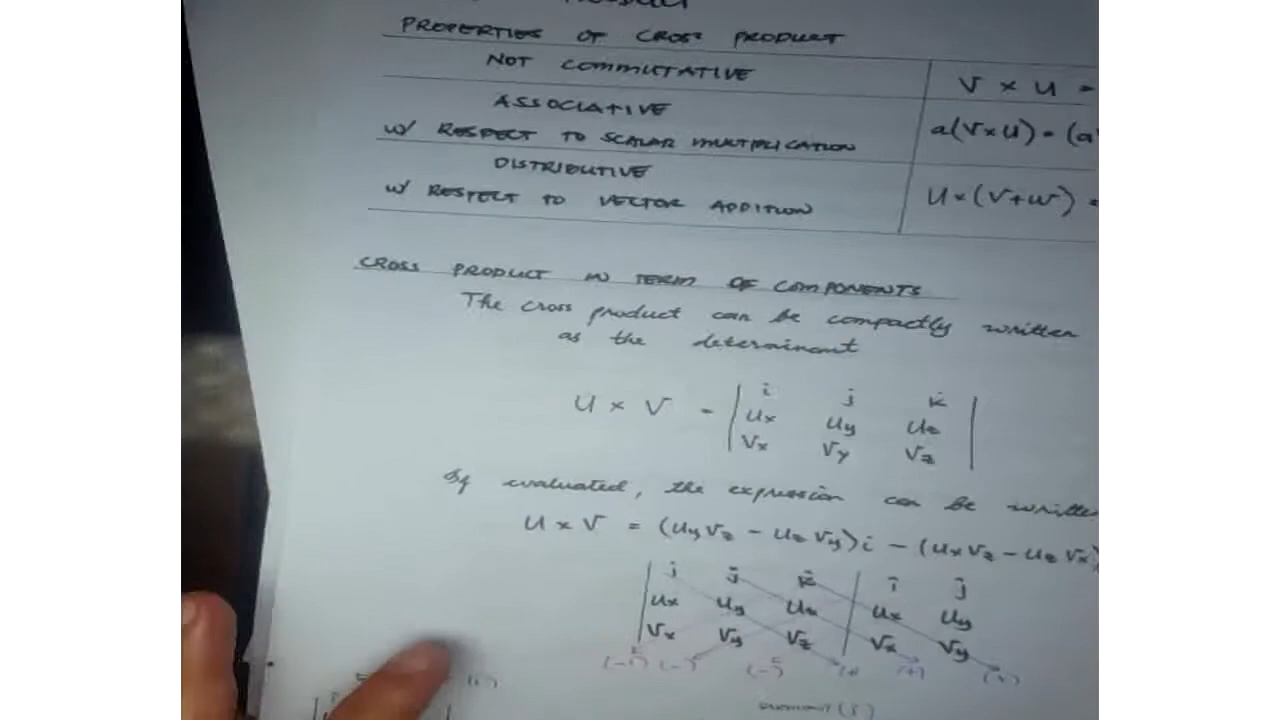 PROPERTIES OF CROSS PRODUCT
NOT COMMUTATIVE
V × U =
ASSOCIATIVE
w/ RESPECT TO SCALAR MULTIPLICATION
a(V×U) = (a
DISTRIBUTIVE
w/ RESPECT TO VECTOR ADDITION
U×(V+W) =
CROSS PRODUCT IN TERM OF COMPONENTS
The cross product can be compactly written
as the determinant
i j k
U × V = | Ux Uy Uz |
Vx Vy Vz
If evaluated, the expression can be written
U × V = (UyVz - UzVy)i - (UxVz - UzVx)
i j k | i j
Ux Uy Uz | Ux Uy
Vx Vy Vz | Vx Vy
(-) (-) (-) (+) (+) (+)